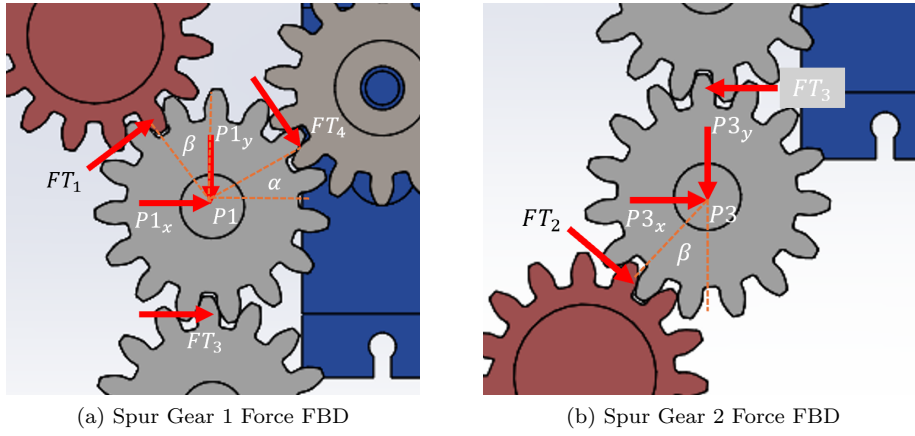 FT₁
β
P1y
FT₄
α
P1x
P1
FT₃
FT₃
P3y
P3x
P3
FT₂
β
(a) Spur Gear 1 Force FBD
(b) Spur Gear 2 Force FBD